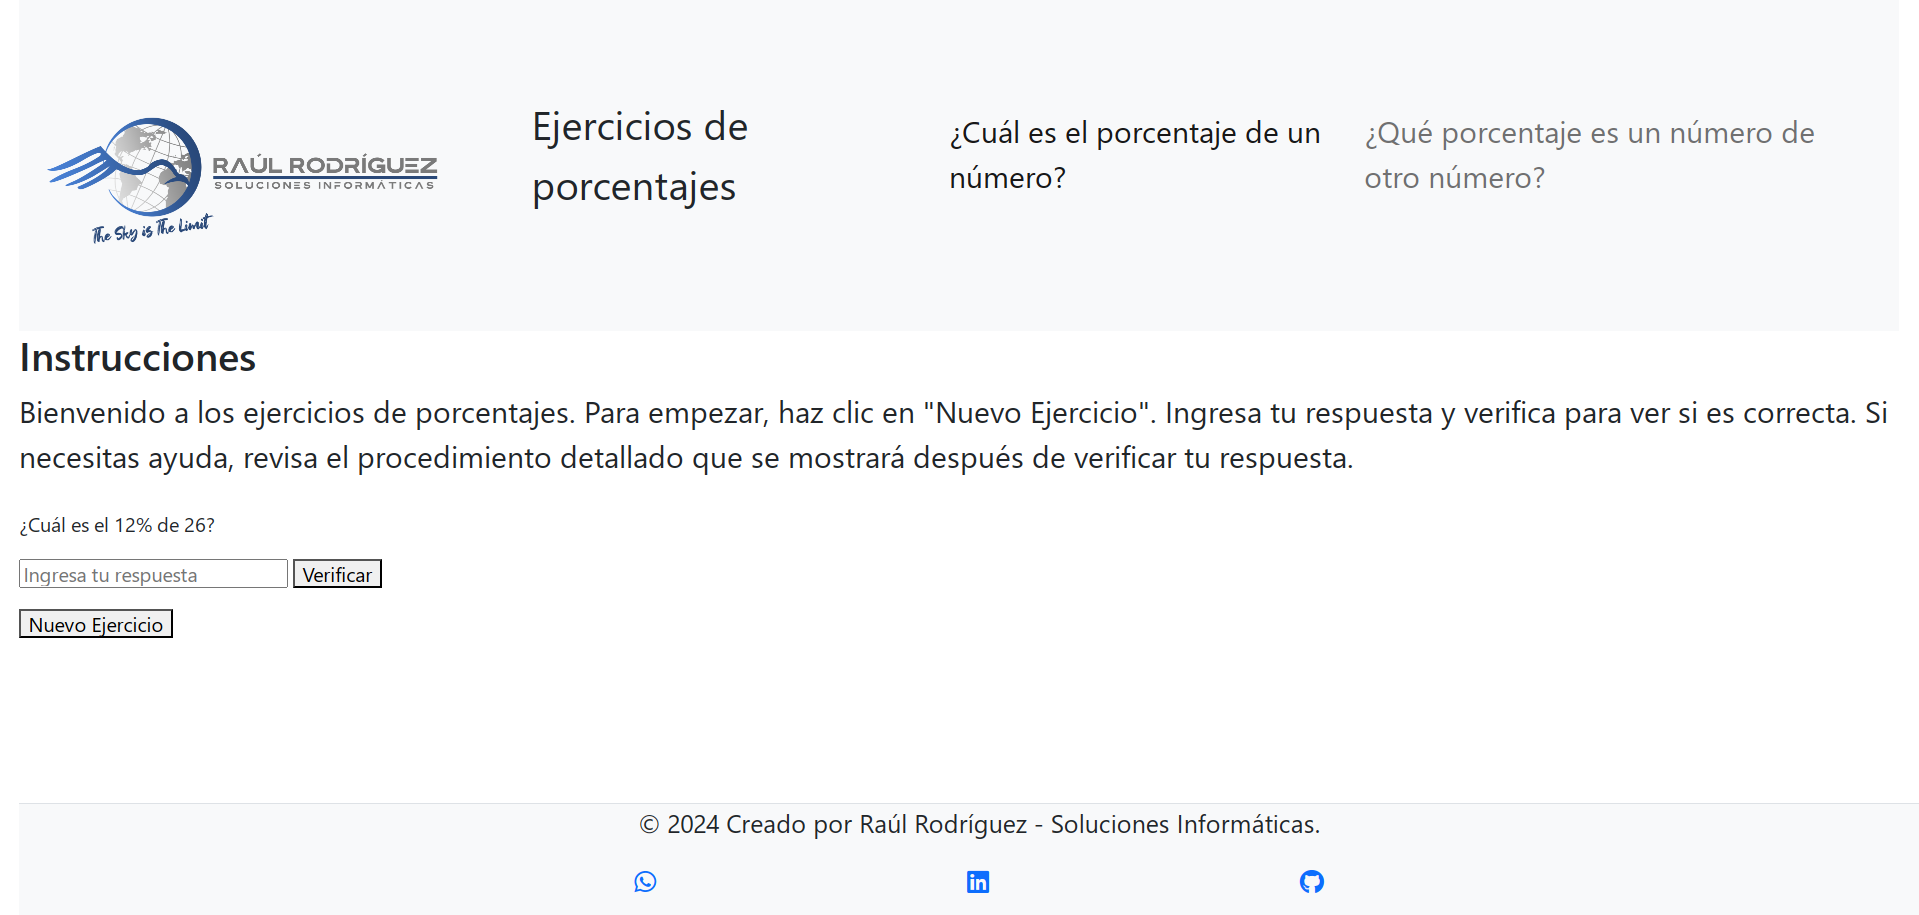 RAÚL RODRÍGUEZ
SOLUCIONES INFORMÁTICAS
The Sky is The Limit
Ejercicios de
porcentajes
¿Cuál es el porcentaje de un
número?
¿Qué porcentaje es un número de
otro número?
Instrucciones
Bienvenido a los ejercicios de porcentajes. Para empezar, haz clic en "Nuevo Ejercicio". Ingresa tu respuesta y verifica para ver si es correcta. Si
necesitas ayuda, revisa el procedimiento detallado que se mostrará después de verificar tu respuesta.
¿Cuál es el 12% de 26?
Ingresa tu respuesta Verificar
Nuevo Ejercicio
© 2024 Creado por Raúl Rodríguez - Soluciones Informáticas.
in